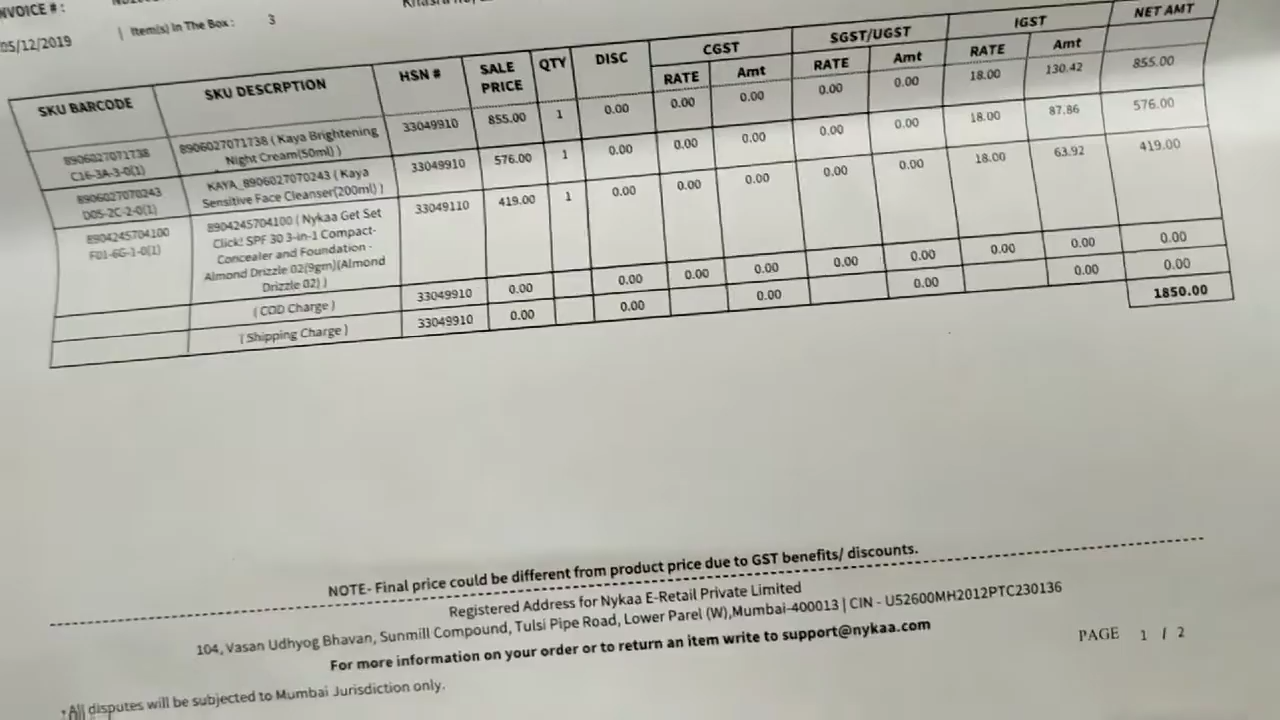 NVOICE # :
05/12/2019 | Item(s) In The Box : 3
SKU BARCODE SKU DESCRPTION HSN # SALE PRICE QTY DISC CGST SGST/UGST IGST NET AMT
RATE Amt RATE Amt RATE Amt
8906027071738 8906027071738 ( Kaya Brightening 33049910 855.00 1 0.00 0.00 0.00 0.00 0.00 18.00 130.42 855.00
C16-3A-3-0(1) Night Cream(50ml) )
8906027070243 KAYA_8906027070243 ( Kaya 33049910 576.00 1 0.00 0.00 0.00 0.00 0.00 18.00 87.86 576.00
D05-2C-2-0(1) Sensitive Face Cleanser(200ml) )
8904245704100 8904245704100 ( Nykaa Get Set 33049110 419.00 1 0.00 0.00 0.00 0.00 0.00 18.00 63.92 419.00
F01-6G-1-0(1) Click! SPF 30 3-in-1 Compact-
Concealer and Foundation -
Almond Drizzle 02(9gm)(Almond
Drizzle 02) )
( COD Charge ) 33049910 0.00 0.00 0.00 0.00 0.00 0.00 0.00 0.00 0.00
( Shipping Charge ) 33049910 0.00 0.00 0.00 0.00 0.00 0.00
1850.00
NOTE- Final price could be different from product price due to GST benefits/ discounts.
Registered Address for Nykaa E-Retail Private Limited
104, Vasan Udhyog Bhavan, Sunmill Compound, Tulsi Pipe Road, Lower Parel (W),Mumbai-400013 | CIN - U52600MH2012PTC230136
For more information on your order or to return an item write to support@nykaa.com
PAGE 1 / 2
All disputes will be subjected to Mumbai Jurisdiction only.